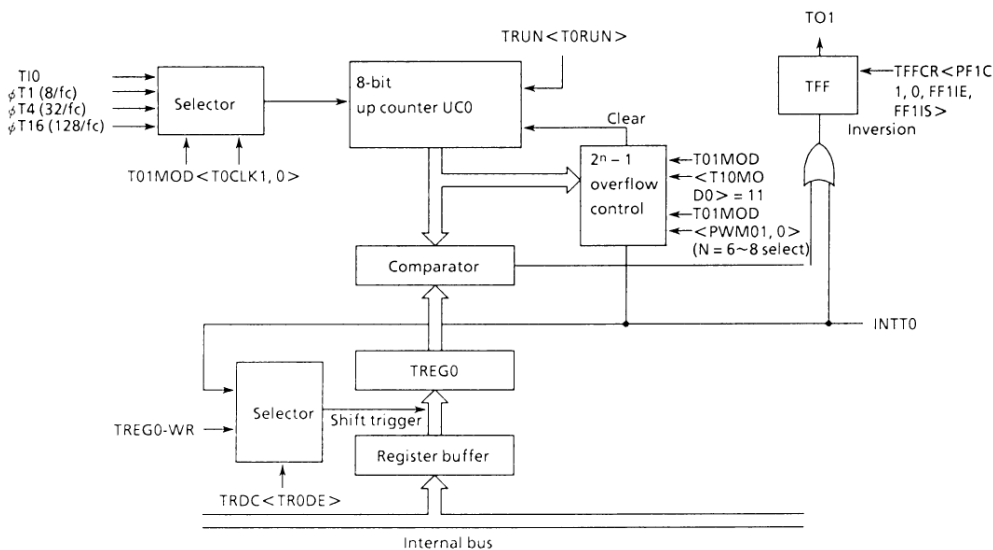 TO1
TRUN<T0RUN>
TI0
φT1 (8/fc)
φT4 (32/fc)
φT16 (128/fc)
Selector
8-bit
up counter UC0
TFF
TFFCR<PF1C
1, 0, FF1IE,
FF1IS>
Inversion
Clear
T01MOD<T0CLK1, 0>
2ⁿ – 1
overflow
control
T01MOD
<T10MO
D0> = 11
T01MOD
<PWM01, 0>
(N = 6~8 select)
Comparator
INTT0
TREG0
Selector
Shift trigger
TREG0-WR
Register buffer
TRDC<TR0DE>
Internal bus